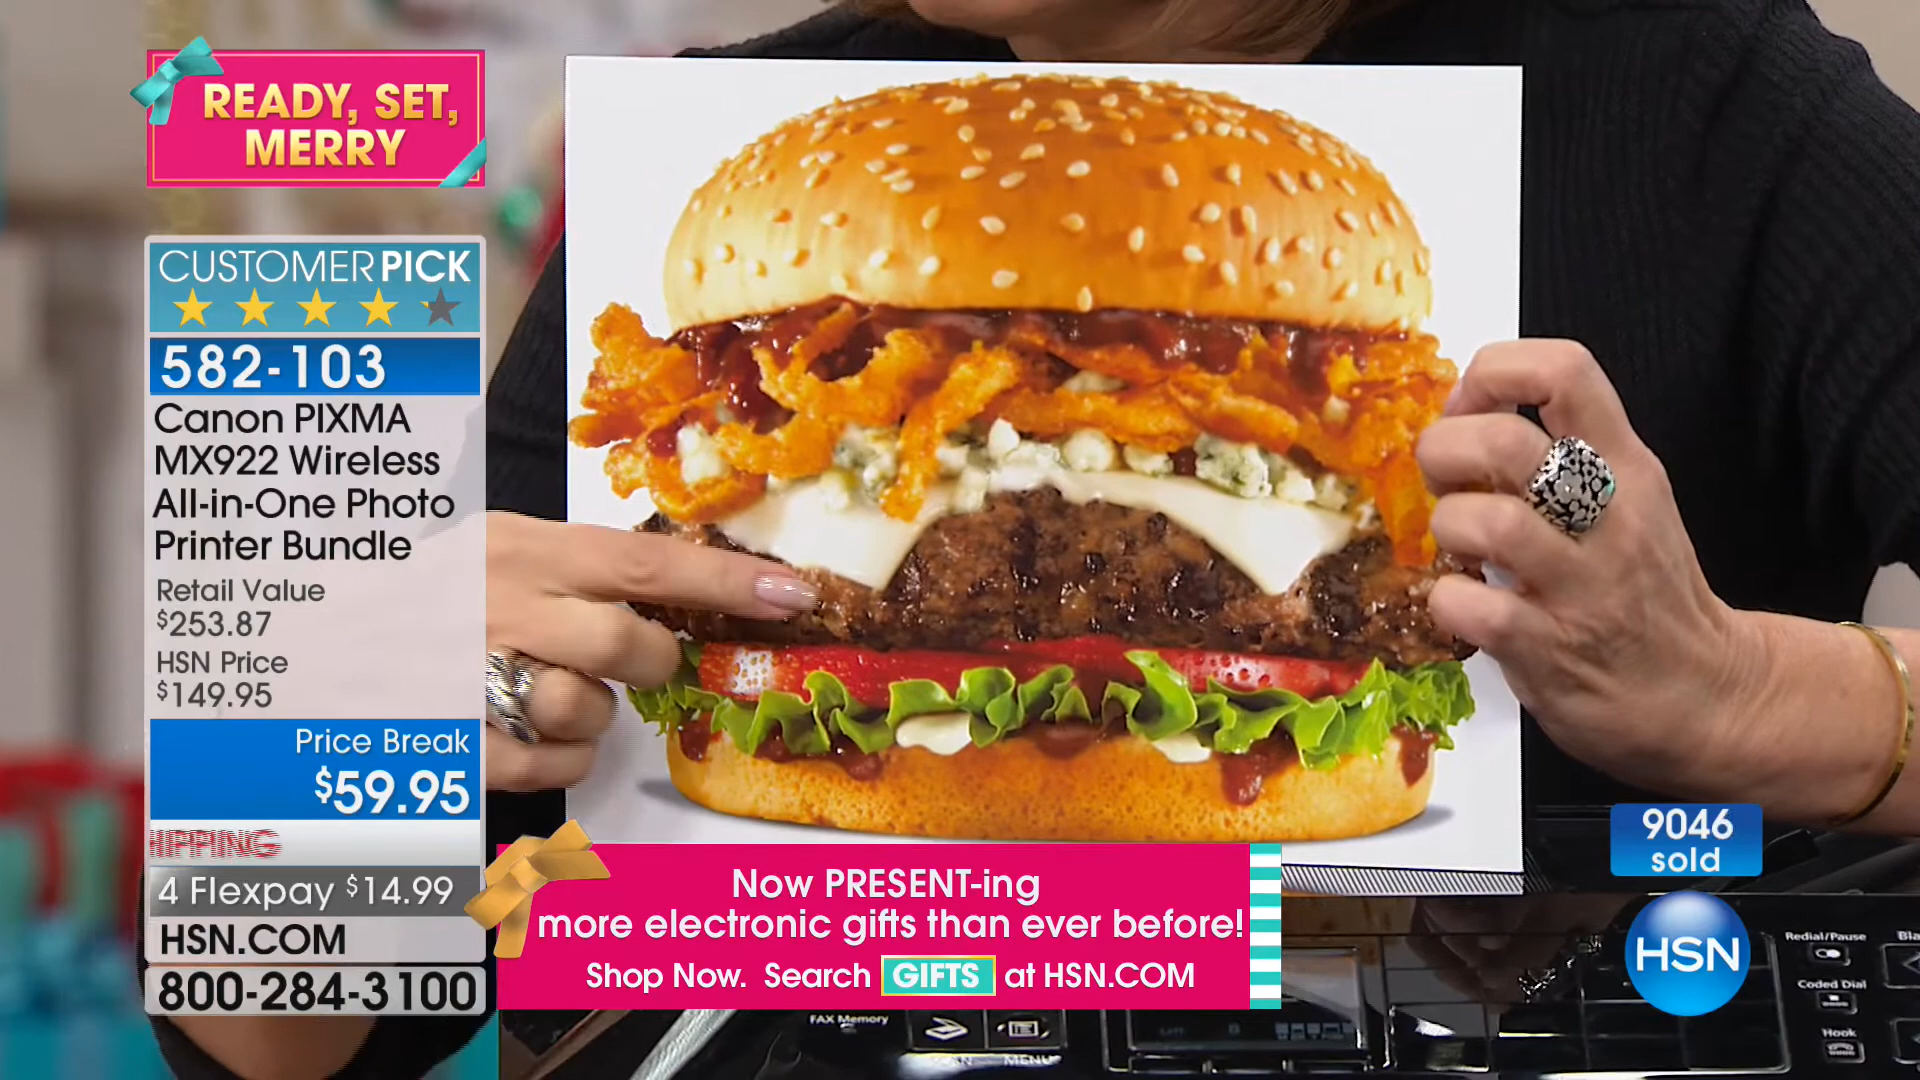 READY, SET,
MERRY
CUSTOMERPICK
582-103
Canon PIXMA
MX922 Wireless
All-in-One Photo
Printer Bundle
Retail Value
$253.87
HSN Price
$149.95
Price Break
$59.95
HIPPING
4 Flexpay $14.99
HSN.COM
800-284-3100
Now PRESENT-ing
more electronic gifts than ever before!
Shop Now. Search GIFTS at HSN.COM
9046
sold
HSN
Redial/Pause
Coded Dial
Hook
FAX Memory
MENU